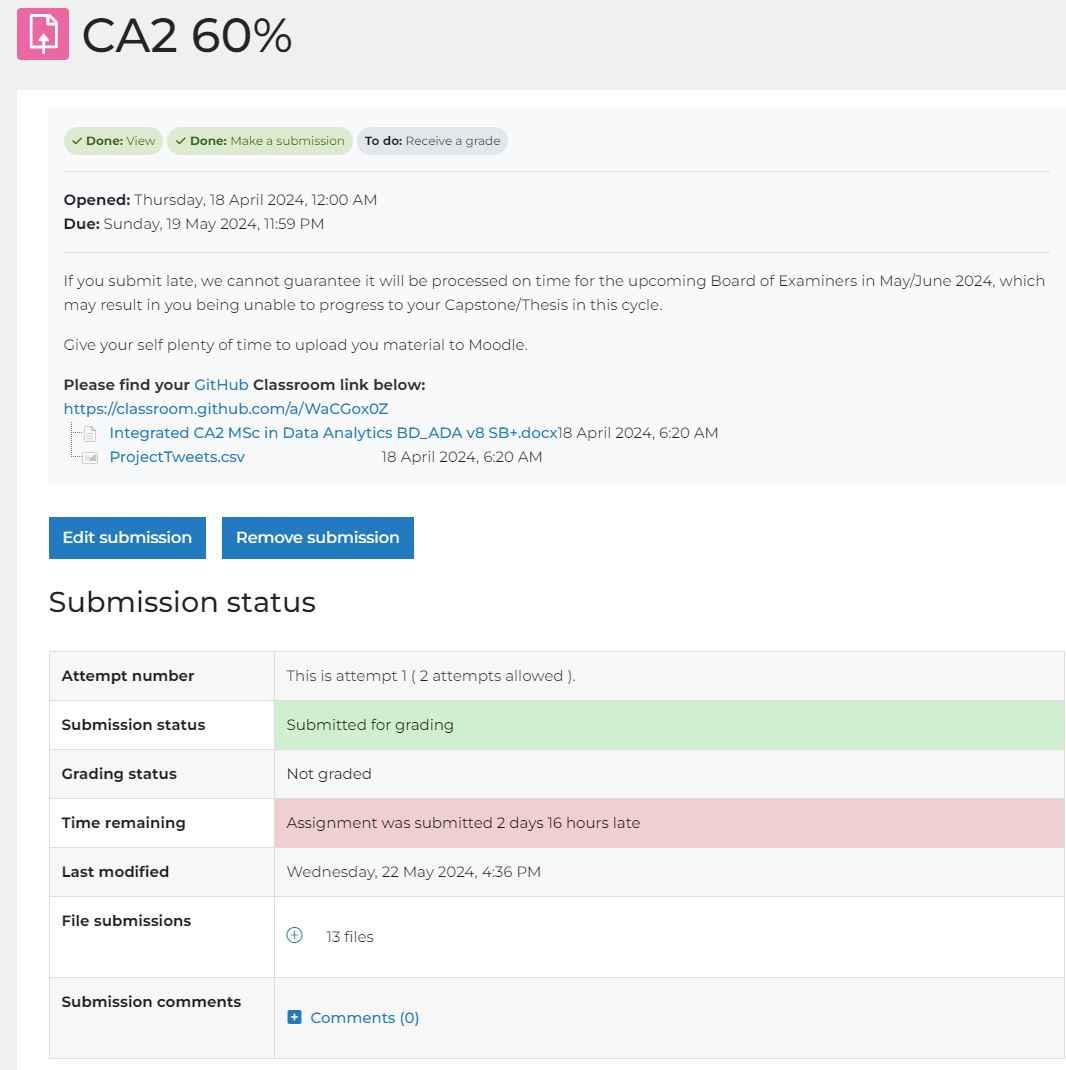 CA2 60%
Done: View Done: Make a submission To do: Receive a grade
Opened: Thursday, 18 April 2024, 12:00 AM
Due: Sunday, 19 May 2024, 11:59 PM
If you submit late, we cannot guarantee it will be processed on time for the upcoming Board of Examiners in May/June 2024, which
may result in you being unable to progress to your Capstone/Thesis in this cycle.
Give your self plenty of time to upload you material to Moodle.
Please find your GitHub Classroom link below:
https://classroom.github.com/a/WaCGox0Z
Integrated CA2 MSc in Data Analytics BD_ADA v8 SB+.docx18 April 2024, 6:20 AM
ProjectTweets.csv 18 April 2024, 6:20 AM
Edit submission Remove submission
Submission status
Attempt number This is attempt 1 ( 2 attempts allowed ).
Submission status Submitted for grading
Grading status Not graded
Time remaining Assignment was submitted 2 days 16 hours late
Last modified Wednesday, 22 May 2024, 4:36 PM
File submissions 13 files
Submission comments Comments (0)